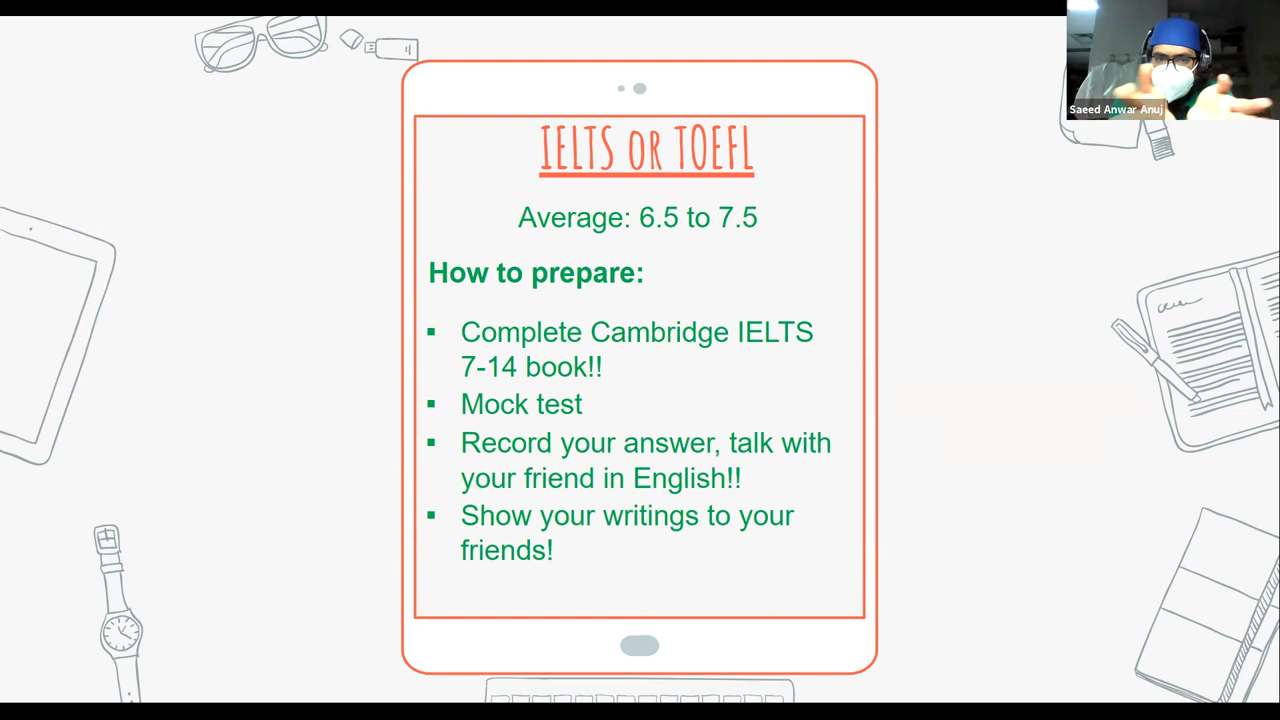 Saeed Anwar Anuj
IELTS OR TOEFL
Average: 6.5 to 7.5
How to prepare:
▪ Complete Cambridge IELTS
7-14 book!!
▪ Mock test
▪ Record your answer, talk with
your friend in English!!
▪ Show your writings to your
friends!